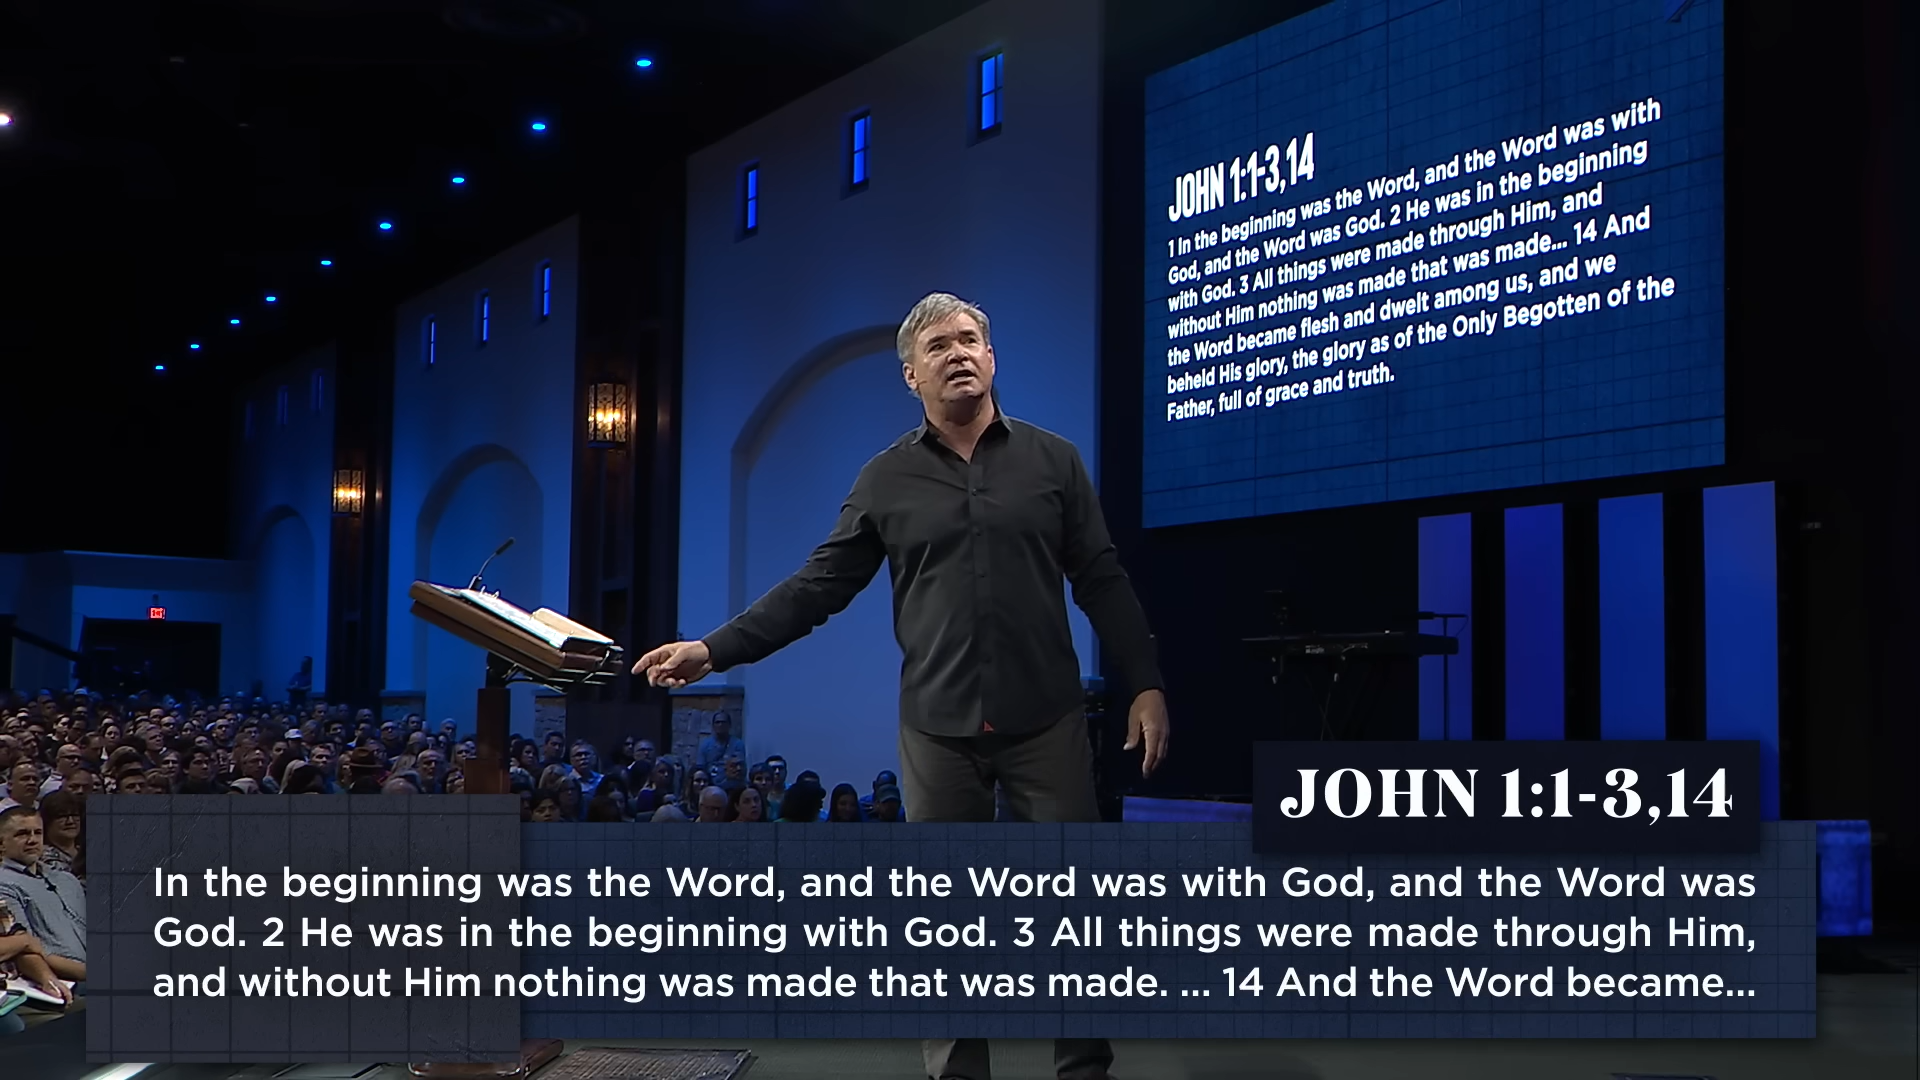 JOHN 1:1-3,14
1 In the beginning was the Word, and the Word was with
God, and the Word was God. 2 He was in the beginning
with God. 3 All things were made through Him, and
without Him nothing was made that was made... 14 And
the Word became flesh and dwelt among us, and we
beheld His glory, the glory as of the Only Begotten of the
Father, full of grace and truth.
JOHN 1:1-3,14
In the beginning was the Word, and the Word was with God, and the Word was
God. 2 He was in the beginning with God. 3 All things were made through Him,
and without Him nothing was made that was made. ... 14 And the Word became...